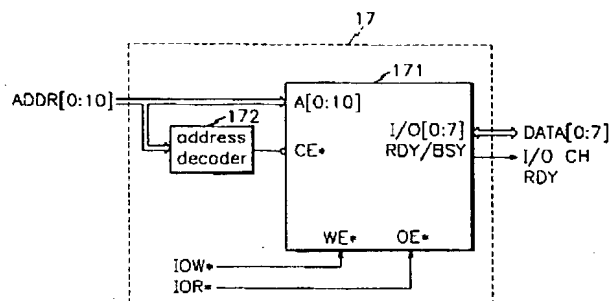 17
171
ADDR[0:10]
A[0:10]
172
address
decoder
CE*
I/O[0:7]
RDY/BSY
DATA[0:7]
I/O CH
RDY
WE*
OE*
IOW*
IOR*